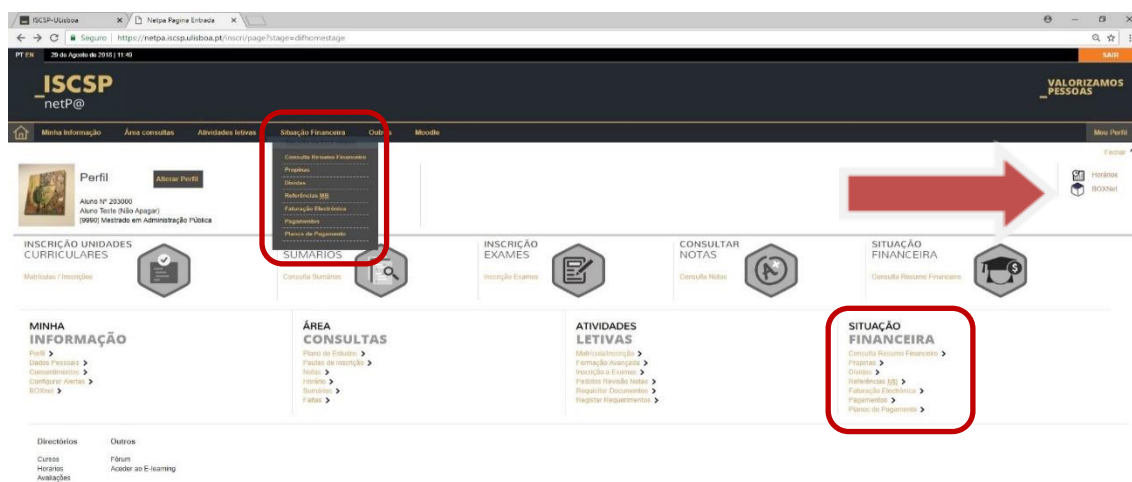 ISCSP-ULisboa
Netpa Pagina Entrada
Seguro | https://netpa.iscsp.ulisboa.pt/inscri/page?stage=difhomestage
PT EN 29 de Agosto de 2018 | 11:49
SAIR
_ISCSP
netP@
VALORIZAMOS
_PESSOAS
Minha Informação Área consultas Atividades letivas Situação Financeira Outros Moodle
Meu Perfil
Consulta Resumo Financeiro
Propinas
Dívidas
Referências MB
Faturação Electrónica
Pagamentos
Planos de Pagamento
Fechar
Horários
BOXNet
Perfil
Alterar Perfil
Aluno Nº 203000
Aluno Teste (Não Apagar)
[9990] Mestrado em Administração Pública
INSCRIÇÃO UNIDADES
CURRICULARES
Matrículas / Inscrições
SUMÁRIOS
Consulta Sumários
INSCRIÇÃO
EXAMES
Inscrição Exames
CONSULTAR
NOTAS
Consulta Notas
SITUAÇÃO
FINANCEIRA
Consulta Resumo Financeiro
MINHA
INFORMAÇÃO
Perfil
Dados Pessoais
Consentimentos
Configurar Alertas
BOXnet
ÁREA
CONSULTAS
Plano de Estudos
Pautas de Inscrição
Notas
Horário
Sumários
Faltas
ATIVIDADES
LETIVAS
Matrícula/Inscrição
Formação Avançada
Inscrição a Exames
Pedidos Revisão Notas
Requisitar Documentos
Registar Requerimentos
SITUAÇÃO
FINANCEIRA
Consulta Resumo Financeiro
Propinas
Dívidas
Referências MB
Faturação Electrónica
Pagamentos
Planos de Pagamento
Directórios
Cursos
Horários
Avaliações
Outros
Fórum
Aceder ao E-learning